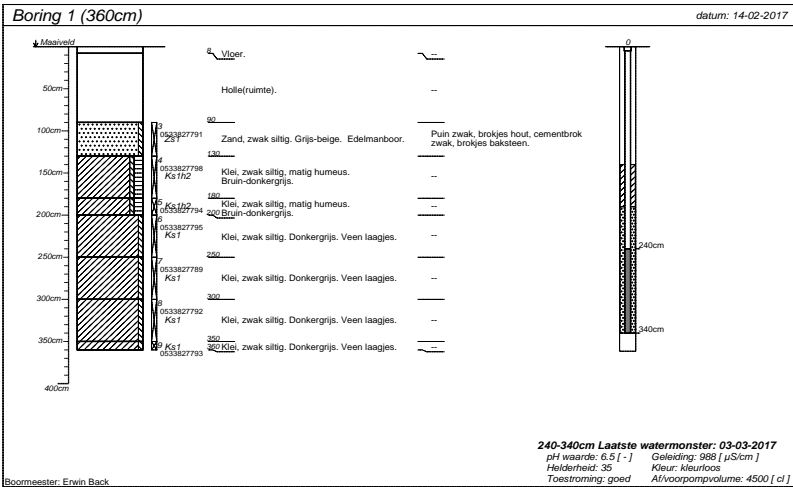 Boring 1 (360cm)
datum: 14-02-2017
Maaiveld
0
8 Vloer. --
50cm
Holle(ruimte). --
90
100cm
3
0533827791
Zs1
Zand, zwak siltig. Grijs-beige. Edelmanboor.
Puin zwak, brokjes hout, cementbrok
zwak, brokjes baksteen.
130
4
0533827798
150cm
Ks1h2
Klei, zwak siltig, matig humeus.
Bruin-donkergrijs.
--
180
5
Ks1h2
0533827794
Klei, zwak siltig, matig humeus.
Bruin-donkergrijs.
--
200cm
200
6
0533827795
Ks1
Klei, zwak siltig. Donkergrijs. Veen laagjes. --
240cm
250cm
250
7
0533827789
Ks1
Klei, zwak siltig. Donkergrijs. Veen laagjes. --
300cm
300
8
0533827792
Ks1
Klei, zwak siltig. Donkergrijs. Veen laagjes. --
340cm
350cm
350
9
Ks1
0533827793
360
Klei, zwak siltig. Donkergrijs. Veen laagjes. --
400cm
240-340cm Laatste watermonster: 03-03-2017
pH waarde: 6.5 [ - ] Geleiding: 988 [ µS/cm ]
Helderheid: 35 Kleur: kleurloos
Toestroming: goed Af/voorpompvolume: 4500 [ cl ]
Boormeester: Erwin Back